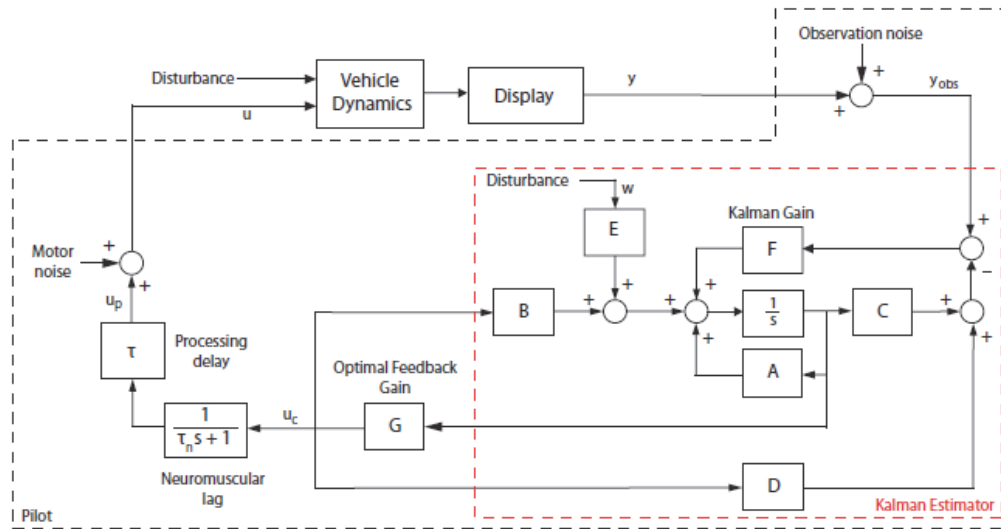 Observation noise
+
Disturbance
Vehicle
Dynamics
Display
y
+
y_obs
u
Disturbance
w
E
Kalman Gain
F
+
−
Motor
noise
+
+
u_p
τ
Processing
delay
B
+
+
+
+
+
1
s
C
+
+
A
Optimal Feedback
Gain
G
u_c
1
τ_n s + 1
Neuromuscular
lag
D
Pilot
Kalman Estimator